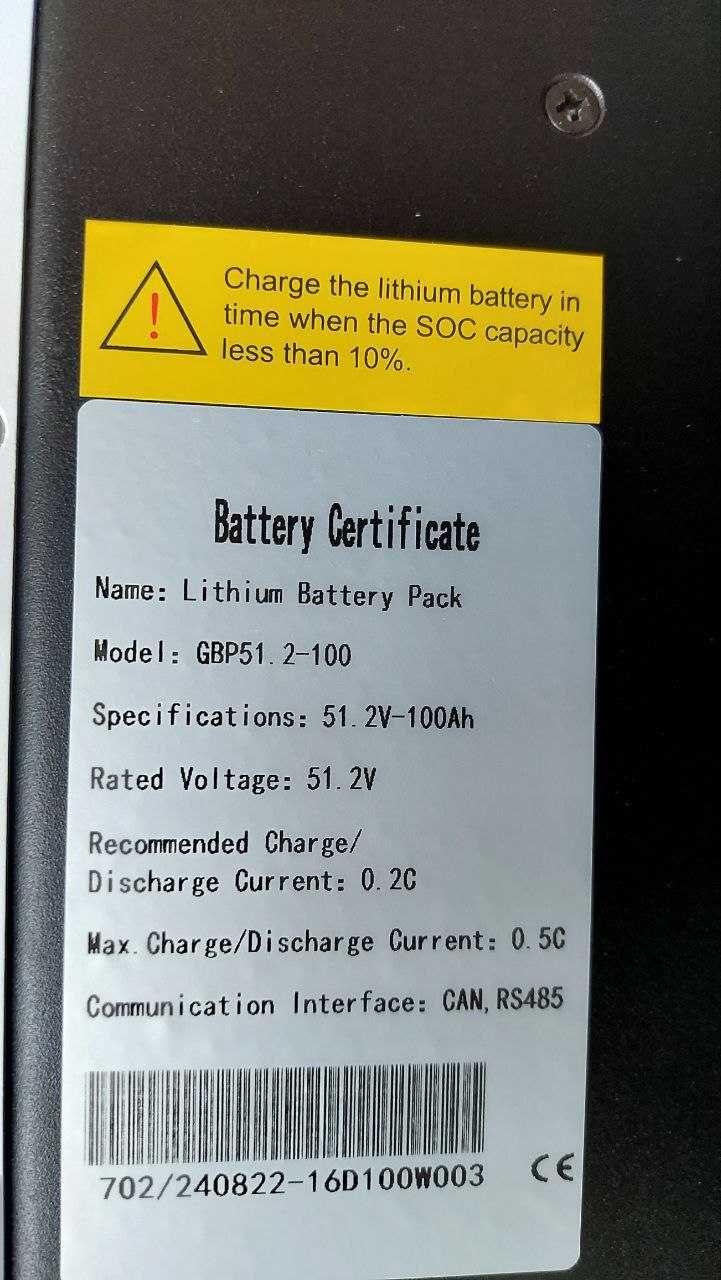 Charge the lithium battery in
time when the SOC capacity
less than 10%.
Battery Certificate
Name: Lithium Battery Pack
Model: GBP51.2-100
Specifications: 51.2V-100Ah
Rated Voltage: 51.2V
Recommended Charge/
Discharge Current: 0.2C
Max.Charge/Discharge Current: 0.5C
Communication Interface: CAN,RS485
702/240822-16D100W003
CE